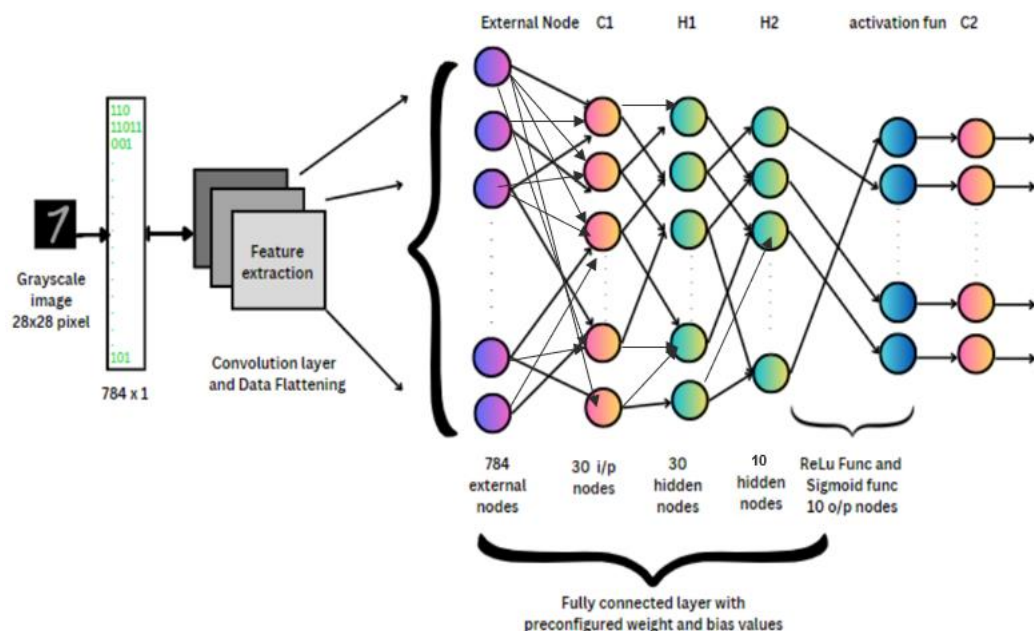 External Node
C1
H1
H2
activation fun
C2
110
11011
001
101
Grayscale
image
28x28 pixel
784 x 1
Feature
extraction
Convolution layer
and Data Flattening
784
external
nodes
30 i/p
nodes
30
hidden
nodes
10
hidden
nodes
ReLu Func and
Sigmoid func
10 o/p nodes
Fully connected layer with
preconfigured weight and bias values